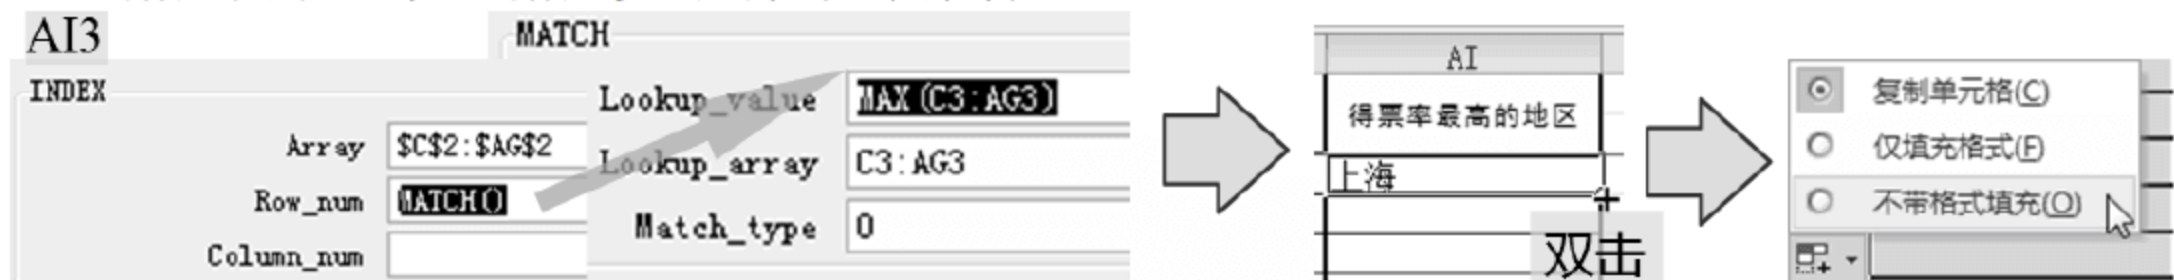 AI3
INDEX
Array $C$2:$AG$2
Row_num MATCH()
Column_num
MATCH
Lookup_value MAX(C3:AG3)
Lookup_array C3:AG3
Match_type 0
AI
得票率最高的地区
上海
双击
复制单元格(C)
仅填充格式(F)
不带格式填充(O)